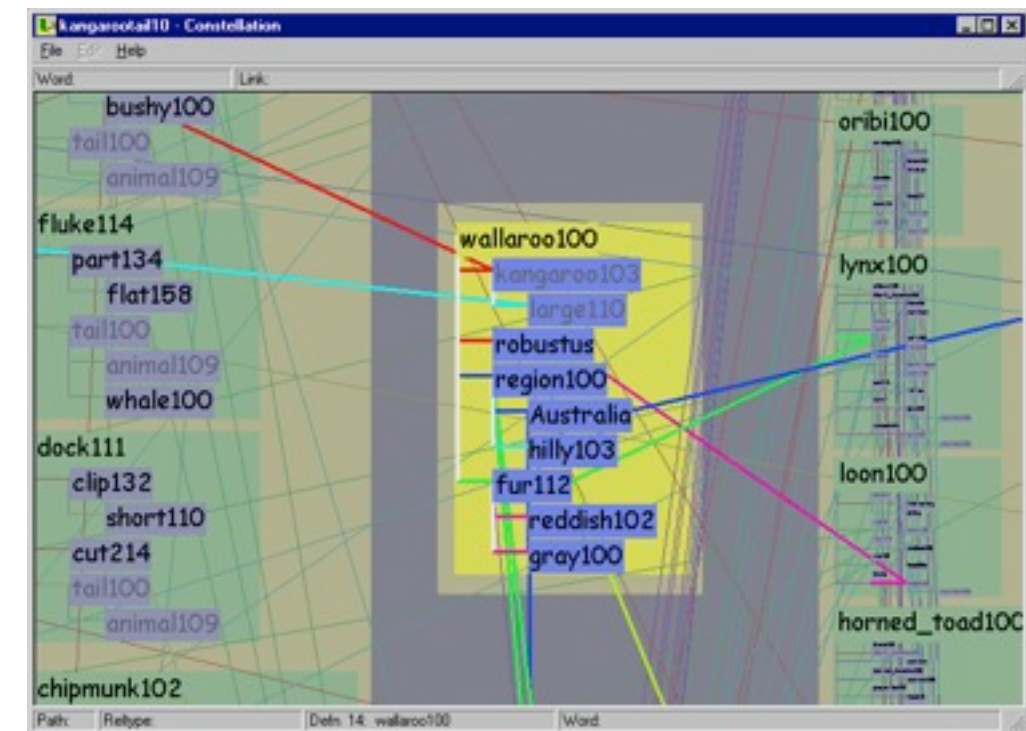 kangarootail10 - Constellation
File Edit Help
Word: Link:
bushy100
tail100
animal109
fluke114
part134
flat158
tail100
animal109
whale100
dock111
clip132
short110
cut214
tail100
animal109
chipmunk102
wallaroo100
kangaroo103
large110
robustus
region100
Australia
hilly103
fur112
reddish102
gray100
oribi100
lynx100
loon100
horned_toad100
Path: Reltype: Defn 14: wallaroo100 Word: